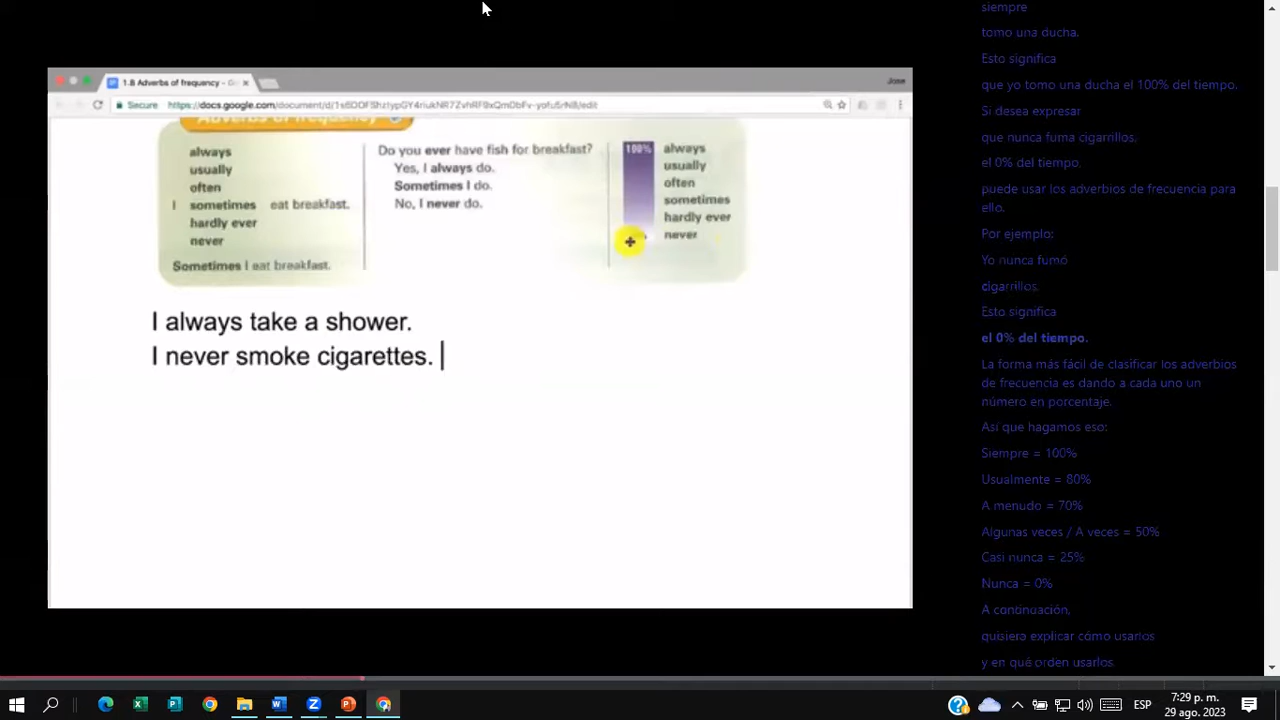 1.8 Adverbs of frequency - Go
Jose
Secure
Adverbs of frequency
always
usually
often
I sometimes eat breakfast.
hardly ever
never
Sometimes I eat breakfast.
Do you ever have fish for breakfast?
Yes, I always do.
Sometimes I do.
No, I never do.
100%
always
usually
often
sometimes
hardly ever
never
I always take a shower.
I never smoke cigarettes.
siempre
tomo una ducha.
Esto significa
que yo tomo una ducha el 100% del tiempo.
Si desea expresar
que nunca fuma cigarrillos.
el 0% del tiempo.
puede usar los adverbios de frecuencia para
ello.
Por ejemplo:
Yo nunca fumó
cigarrillos.
Esto significa
el 0% del tiempo.
La forma más fácil de clasificar los adverbios
de frecuencia es dando a cada uno un
número en porcentaje.
Así que hagamos eso:
Siempre = 100%
Usualmente = 80%
A menudo = 70%
Algunas veces / A veces = 50%
Casi nunca = 25%
Nunca = 0%
A continuación,
quisiera explicar cómo usarlos
y en qué orden usarlos
ESP
7:29 p. m.
29 ago. 2023